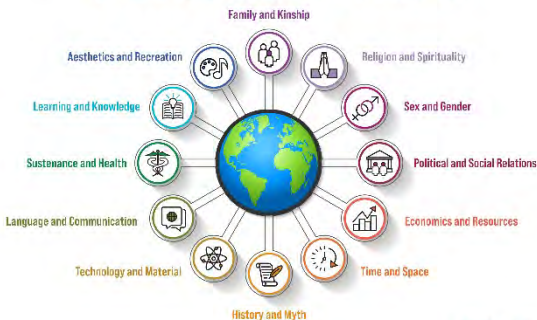 Family and Kinship
Religion and Spirituality
Sex and Gender
Political and Social Relations
Economics and Resources
Time and Space
History and Myth
Technology and Material
Language and Communication
Sustenance and Health
Learning and Knowledge
Aesthetics and Recreation